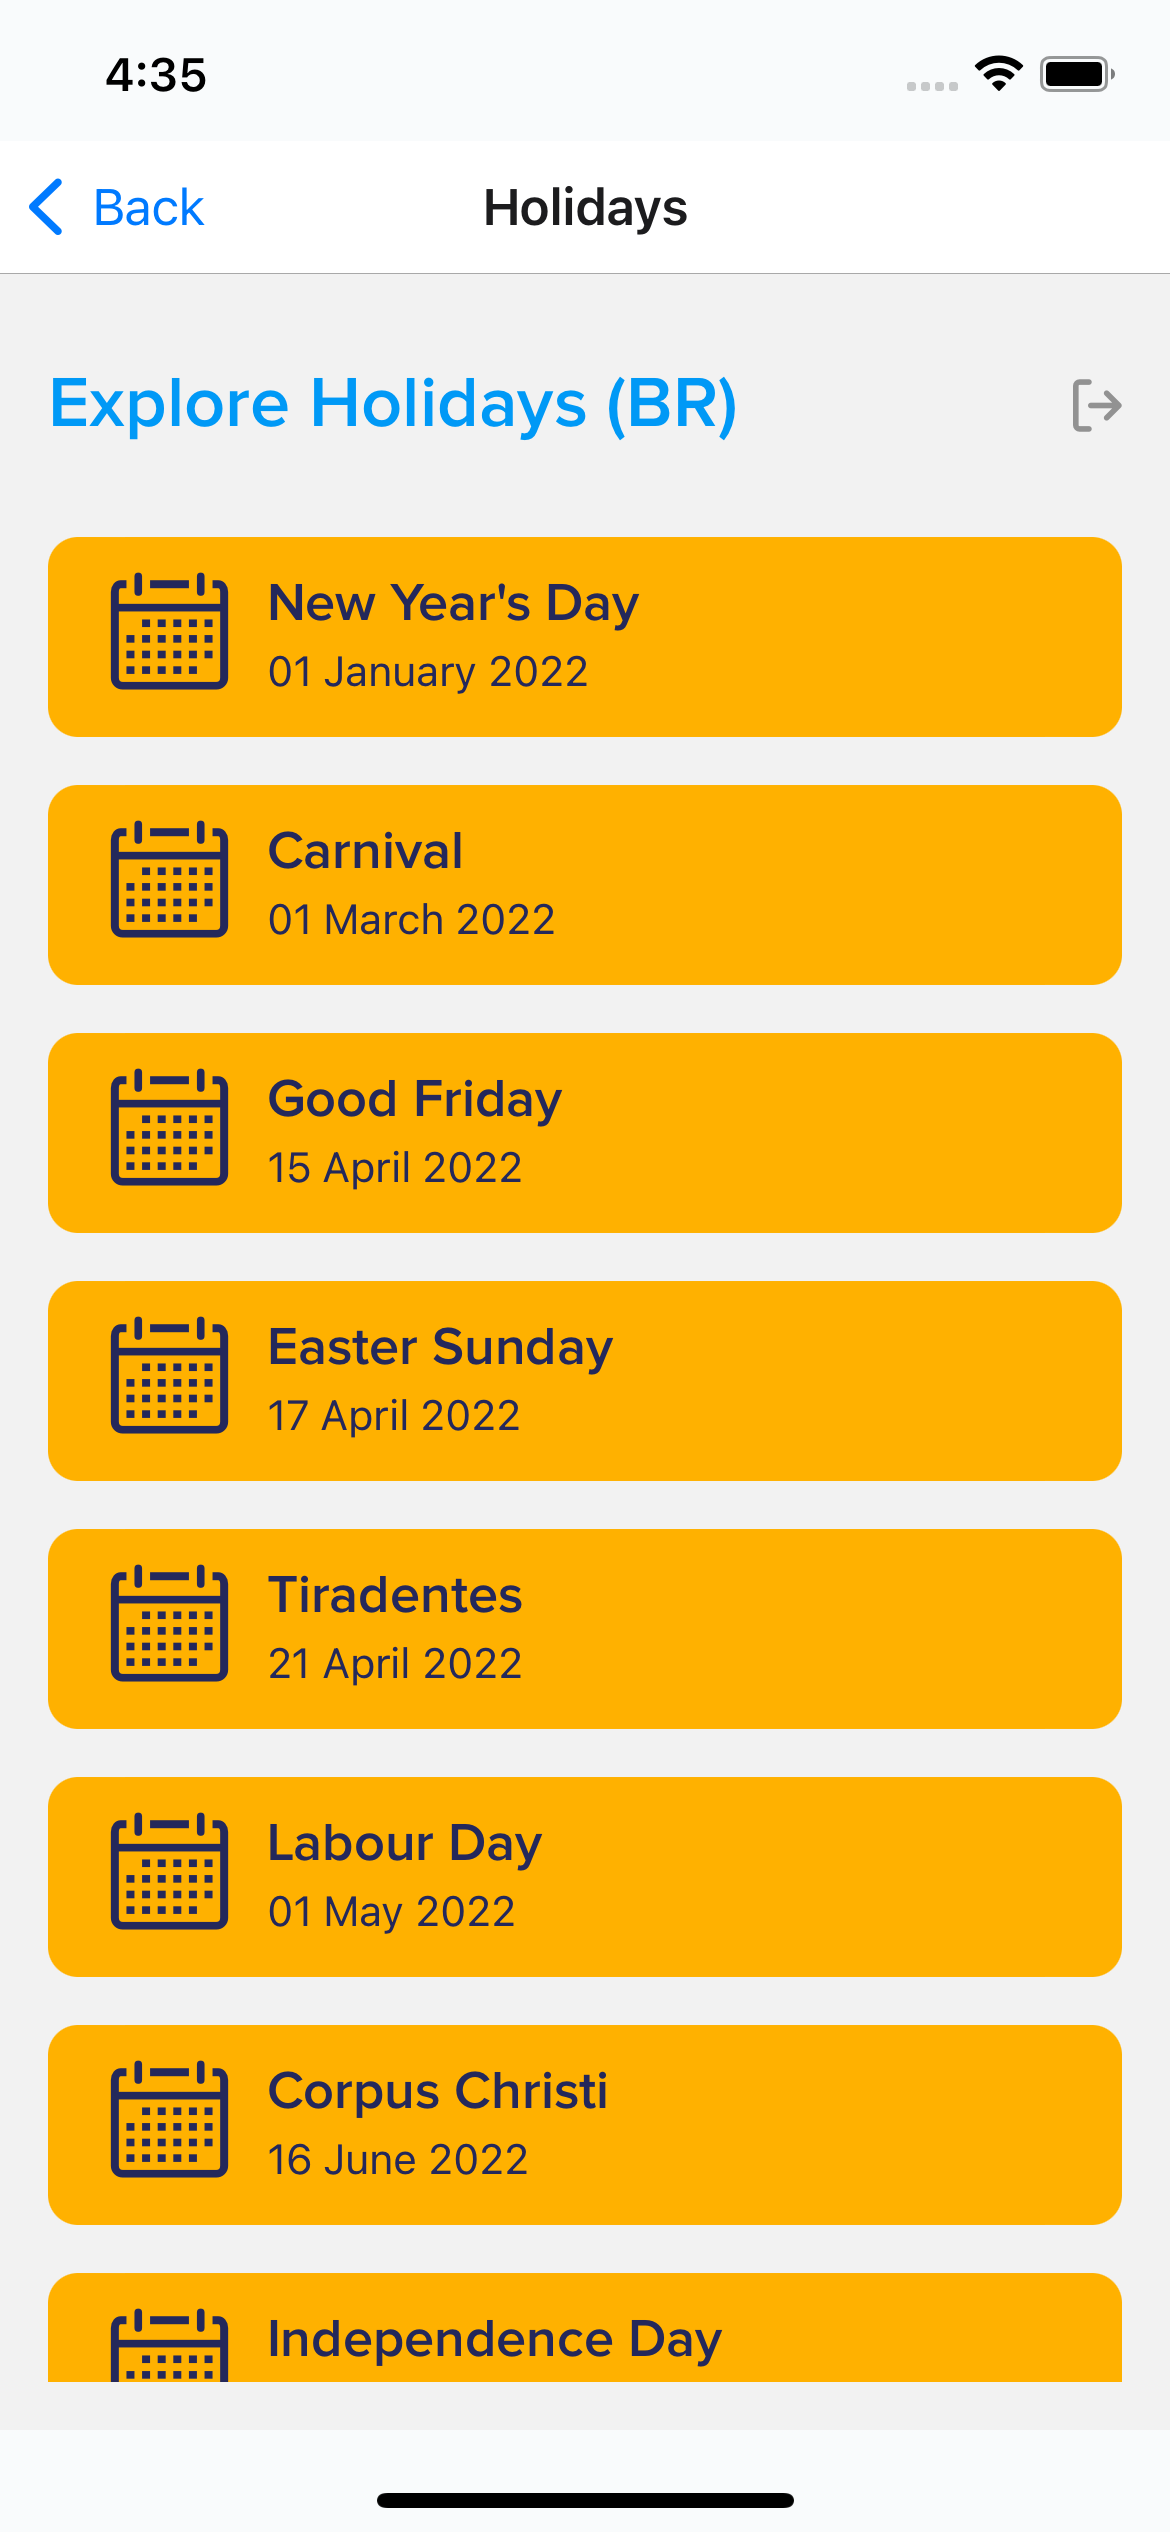 4:35
Back
Holidays
Explore Holidays (BR)
New Year's Day
01 January 2022
Carnival
01 March 2022
Good Friday
15 April 2022
Easter Sunday
17 April 2022
Tiradentes
21 April 2022
Labour Day
01 May 2022
Corpus Christi
16 June 2022
Independence Day